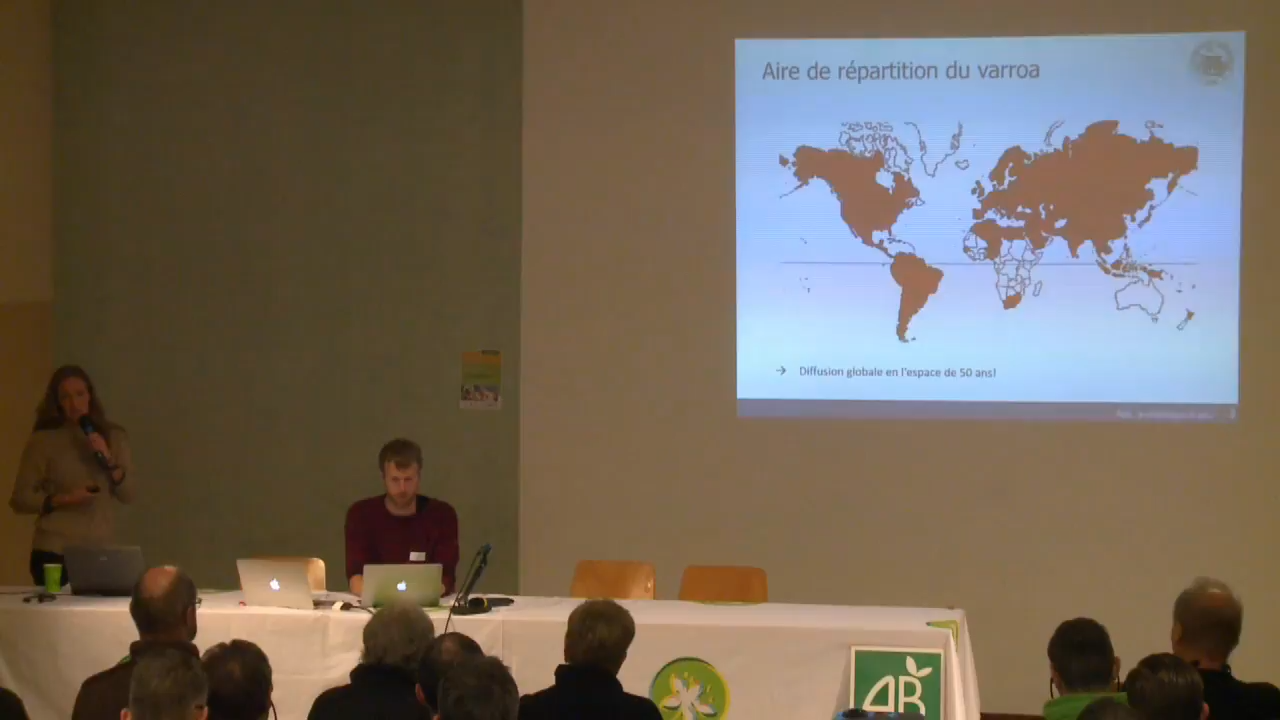 Aire de répartition du varroa
→ Diffusion globale en l'espace de 50 ans!
AB